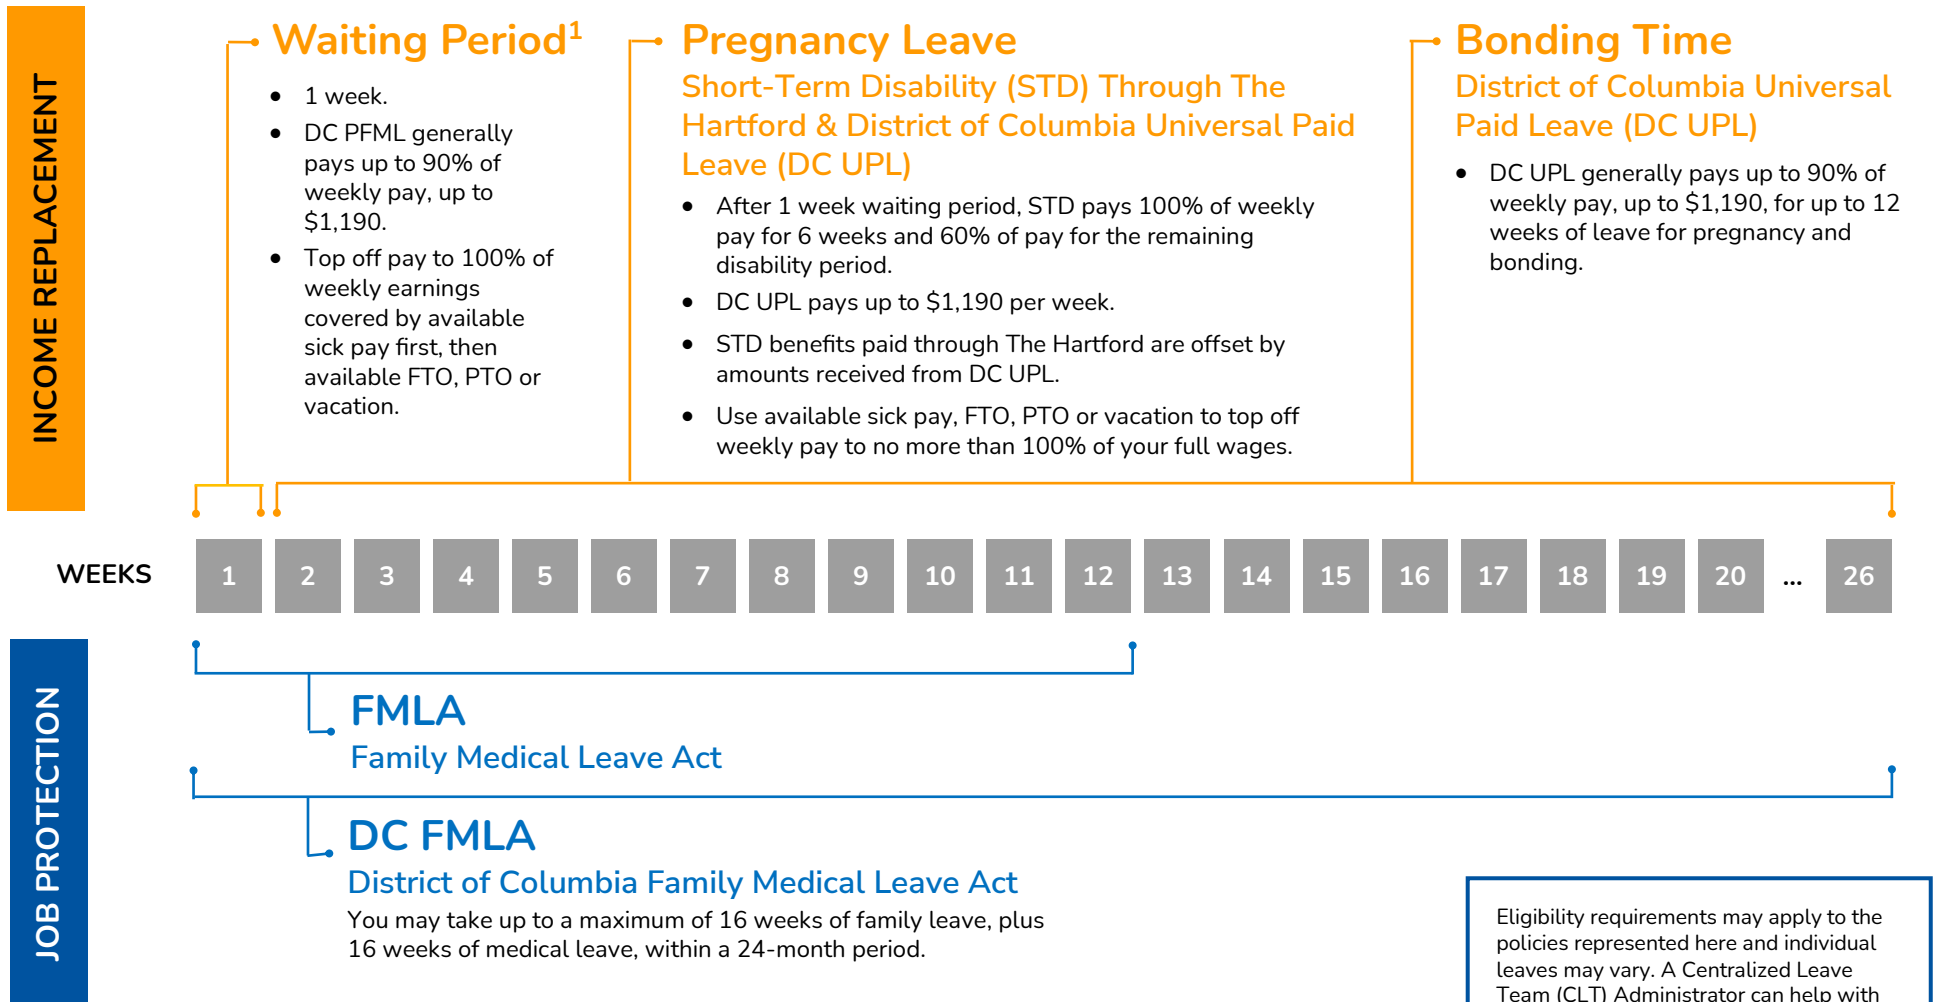 INCOME REPLACEMENT
Waiting Period¹
• 1 week.
• DC PFML generally
pays up to 90% of
weekly pay, up to
$1,190.
• Top off pay to 100% of
weekly earnings
covered by available
sick pay first, then
available FTO, PTO or
vacation.
Pregnancy Leave
Short-Term Disability (STD) Through The
Hartford & District of Columbia Universal Paid
Leave (DC UPL)
• After 1 week waiting period, STD pays 100% of weekly
pay for 6 weeks and 60% of pay for the remaining
disability period.
• DC UPL pays up to $1,190 per week.
• STD benefits paid through The Hartford are offset by
amounts received from DC UPL.
• Use available sick pay, FTO, PTO or vacation to top off
weekly pay to no more than 100% of your full wages.
Bonding Time
District of Columbia Universal
Paid Leave (DC UPL)
• DC UPL generally pays up to 90% of
weekly pay, up to $1,190, for up to 12
weeks of leave for pregnancy and
bonding.
WEEKS 1 2 3 4 5 6 7 8 9 10 11 12 13 14 15 16 17 18 19 20 ... 26
JOB PROTECTION
FMLA
Family Medical Leave Act
DC FMLA
District of Columbia Family Medical Leave Act
You may take up to a maximum of 16 weeks of family leave, plus
16 weeks of medical leave, within a 24-month period.
Eligibility requirements may apply to the
policies represented here and individual
leaves may vary. A Centralized Leave
Team (CLT) Administrator can help with